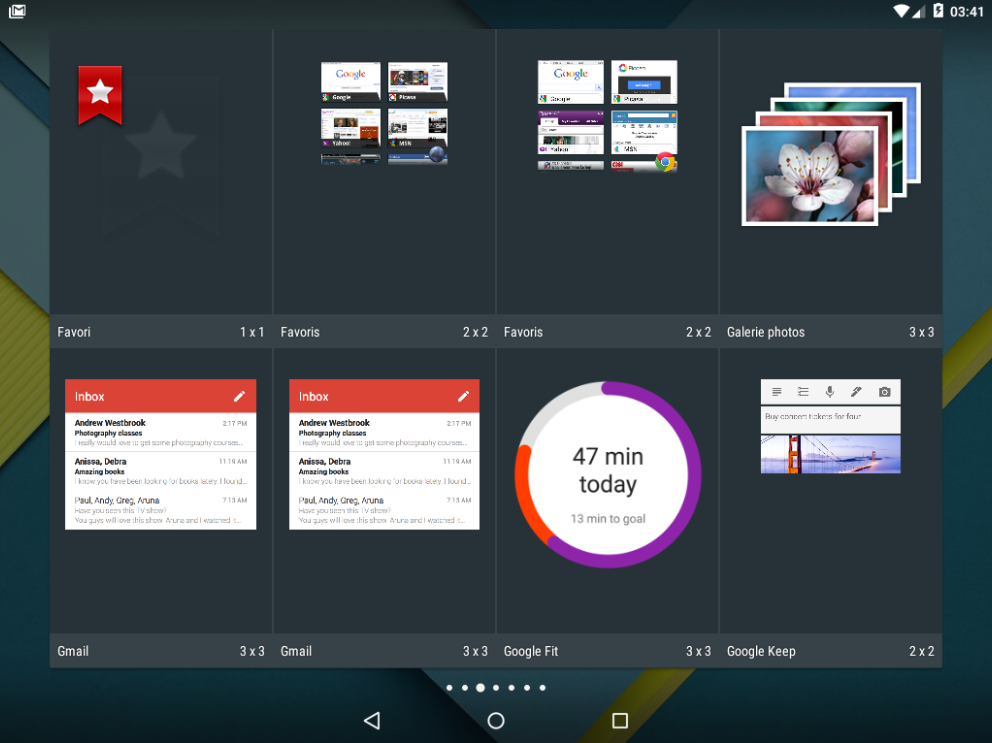 03:41
Google
Google
Picasa
Yahoo!
MSN
Google
Picasa
Google
Picasa
Yahoo!
MSN
Favori 1 x 1
Favoris 2 x 2
Favoris 2 x 2
Galerie photos 3 x 3
Inbox
Andrew Westbrook 2:17 PM
Photography classes
I really would love to get some photography courses...
Anissa, Debra 11:19 AM
Amazing books
I know you have been looking for books lately. I found...
Paul, Andy, Greg, Aruna 7:13 AM
Have you seen this TV show?
You guys will love this show. Aruna and I watched it...
Inbox
Andrew Westbrook 2:17 PM
Photography classes
I really would love to get some photography courses...
Anissa, Debra 11:19 AM
Amazing books
I know you have been looking for books lately. I found...
Paul, Andy, Greg, Aruna 7:13 AM
Have you seen this TV show?
You guys will love this show. Aruna and I watched it...
47 min
today
13 min to goal
Buy concert tickets for four
Gmail 3 x 3
Gmail 3 x 3
Google Fit 3 x 3
Google Keep 2 x 2